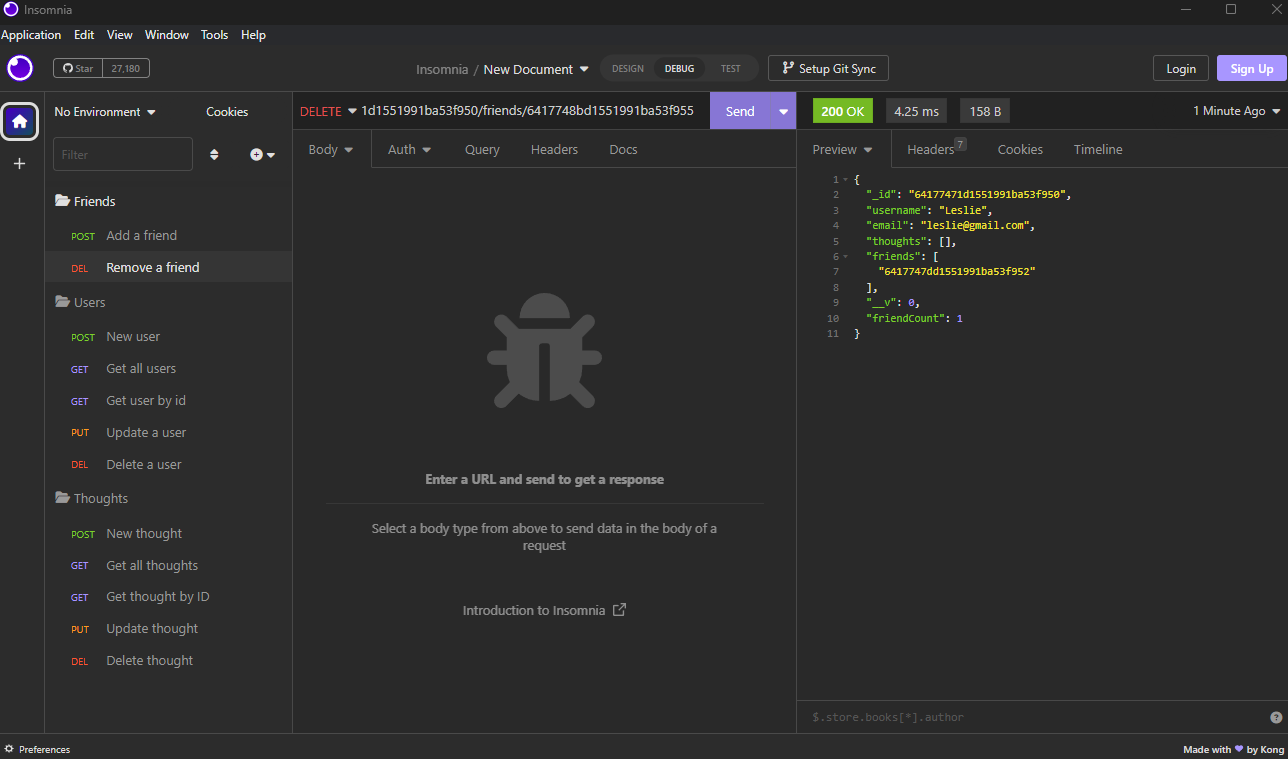 Insomnia
Application Edit View Window Tools Help
Star 27,180 Insomnia / New Document DESIGN DEBUG TEST Setup Git Sync Login Sign Up
No Environment Cookies
Filter
Friends
POST Add a friend
DEL Remove a friend
Users
POST New user
GET Get all users
GET Get user by id
PUT Update a user
DEL Delete a user
Thoughts
POST New thought
GET Get all thoughts
GET Get thought by ID
PUT Update thought
DEL Delete thought
DELETE 1d1551991ba53f950/friends/6417748bd1551991ba53f955 Send
Body Auth Query Headers Docs
Enter a URL and send to get a response
Select a body type from above to send data in the body of a
request
Introduction to Insomnia
200 OK 4.25 ms 158 B 1 Minute Ago
Preview Headers 7 Cookies Timeline
1 {
2 "_id": "64177471d1551991ba53f950",
3 "username": "Leslie",
4 "email": "leslie@gmail.com",
5 "thoughts": [],
6 "friends": [
7 "6417747dd1551991ba53f952"
8 ],
9 "__v": 0,
10 "friendCount": 1
11 }
$.store.books[*].author ?
Preferences
Made with by Kong